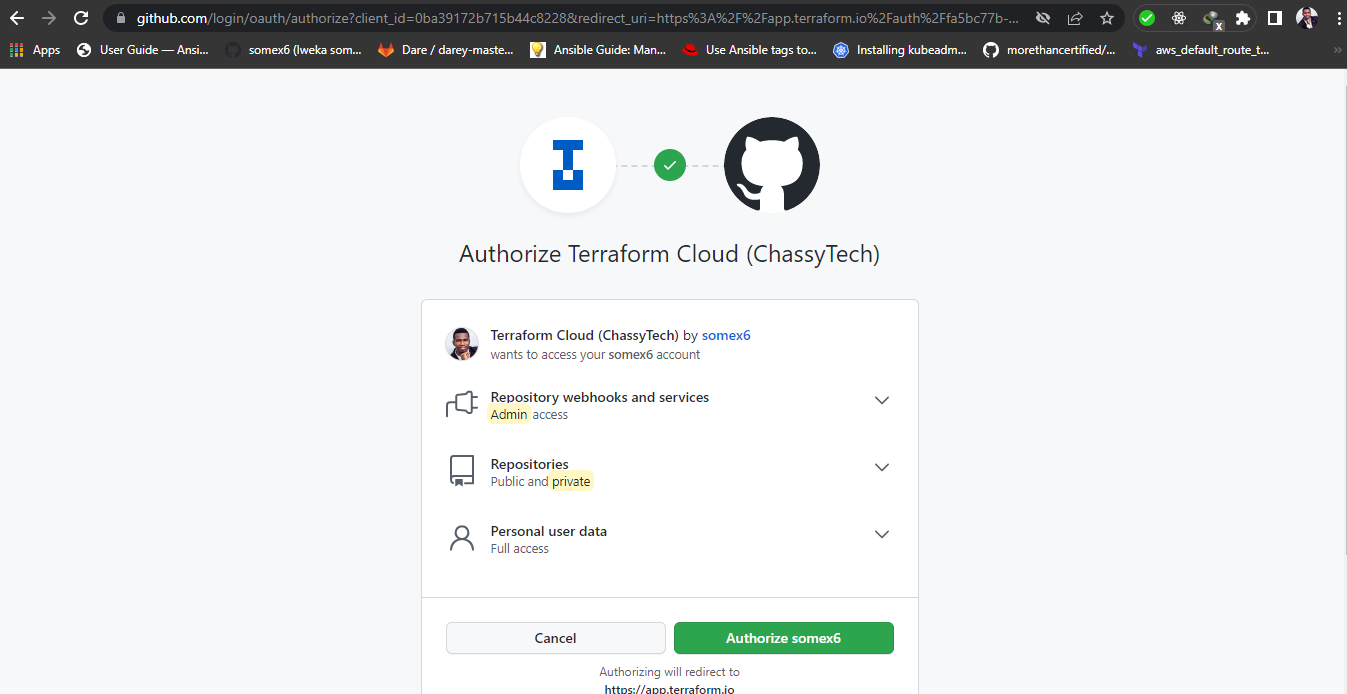 github.com/login/oauth/authorize?client_id=0ba39172b715b44c8228&redirect_uri=https%3A%2F%2Fapp.terraform.io%2Fauth%2Ffa5bc77b-...
Apps
User Guide — Ansi...
somex6 (Iweka som...
Dare / darey-maste...
Ansible Guide: Man...
Use Ansible tags to...
Installing kubeadm...
morethancertified/...
aws_default_route_t...
»
Authorize Terraform Cloud (ChassyTech)
Terraform Cloud (ChassyTech) by somex6
wants to access your somex6 account
Repository webhooks and services
Admin access
Repositories
Public and private
Personal user data
Full access
Cancel
Authorize somex6
Authorizing will redirect to
https://app.terraform.io